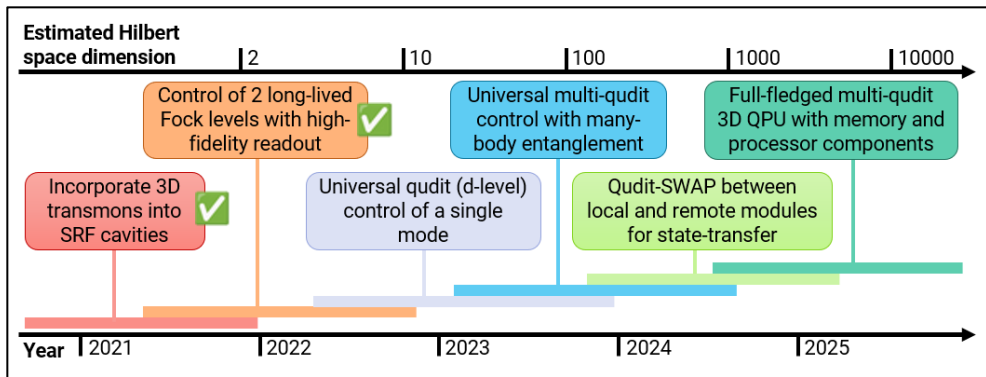 Estimated Hilbert
space dimension
2
10
100
1000
10000
Control of 2 long-lived
Fock levels with high-
fidelity readout
Universal multi-qudit
control with many-
body entanglement
Full-fledged multi-qudit
3D QPU with memory and
processor components
Incorporate 3D
transmons into
SRF cavities
Universal qudit (d-level)
control of a single
mode
Qudit-SWAP between
local and remote modules
for state-transfer
Year
2021
2022
2023
2024
2025